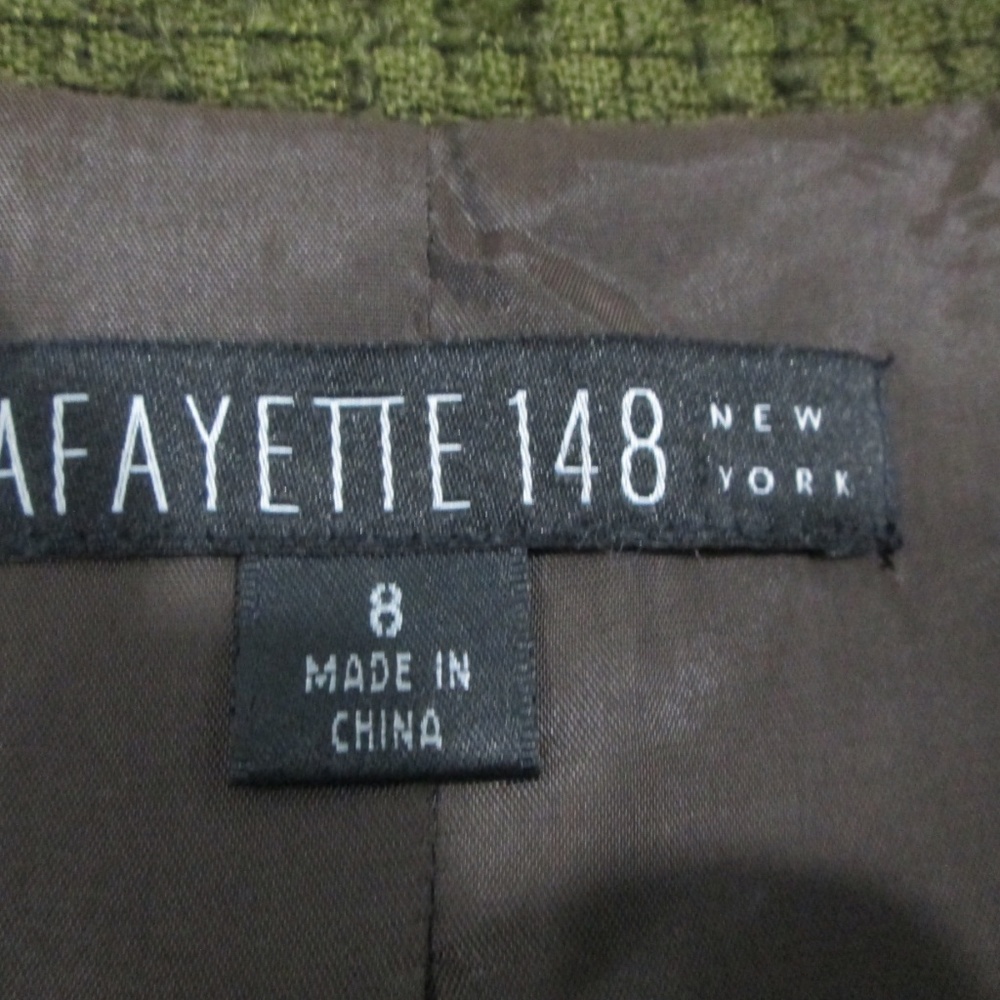 AFAYETTE 148 NEW YORK
8
MADE IN
CHINA